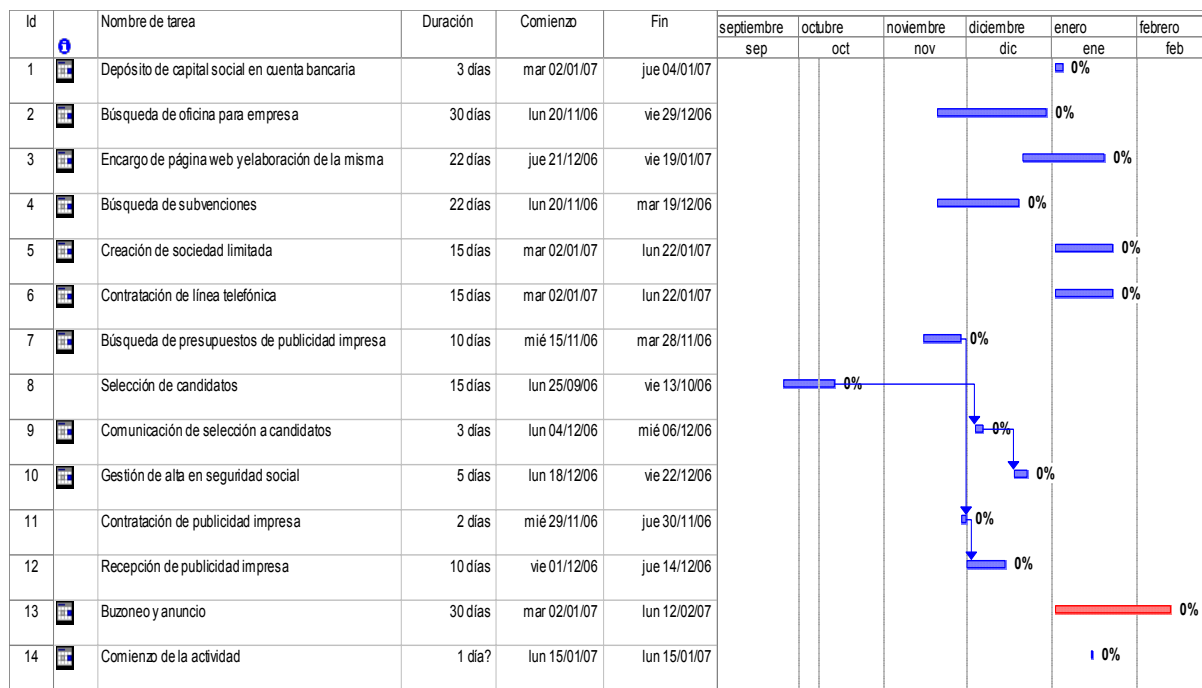 Id Nombre de tarea Duración Comienzo Fin septiembre octubre noviembre diciembre enero febrero
sep oct nov dic ene feb
1 Depósito de capital social en cuenta bancaria 3 días mar 02/01/07 jue 04/01/07 0%
2 Búsqueda de oficina para empresa 30 días lun 20/11/06 vie 29/12/06 0%
3 Encargo de página web y elaboración de la misma 22 días jue 21/12/06 vie 19/01/07 0%
4 Búsqueda de subvenciones 22 días lun 20/11/06 mar 19/12/06 0%
5 Creación de sociedad limitada 15 días mar 02/01/07 lun 22/01/07 0%
6 Contratación de línea telefónica 15 días mar 02/01/07 lun 22/01/07 0%
7 Búsqueda de presupuestos de publicidad impresa 10 días mié 15/11/06 mar 28/11/06 0%
8 Selección de candidatos 15 días lun 25/09/06 vie 13/10/06 0%
9 Comunicación de selección a candidatos 3 días lun 04/12/06 mié 06/12/06 0%
10 Gestión de alta en seguridad social 5 días lun 18/12/06 vie 22/12/06 0%
11 Contratación de publicidad impresa 2 días mié 29/11/06 jue 30/11/06 0%
12 Recepción de publicidad impresa 10 días vie 01/12/06 jue 14/12/06 0%
13 Buzoneo y anuncio 30 días mar 02/01/07 lun 12/02/07 0%
14 Comienzo de la actividad 1 día? lun 15/01/07 lun 15/01/07 0%